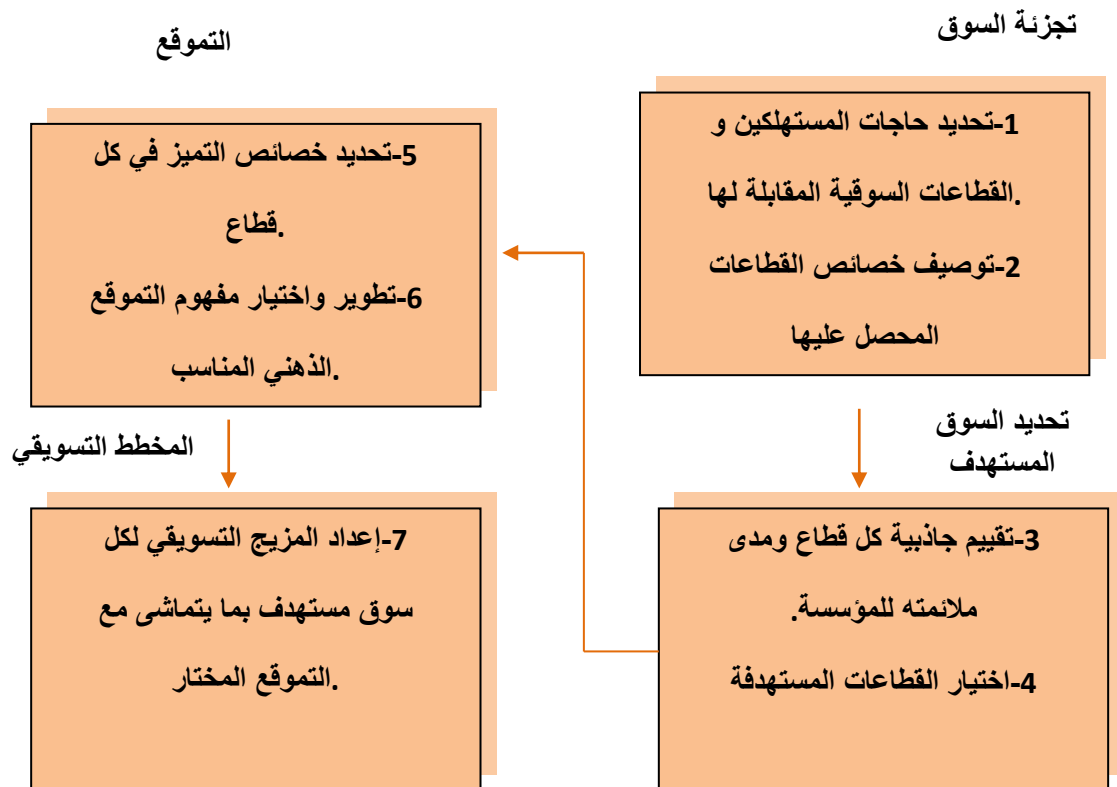 تجزئة السوق
1-تحديد حاجات المستهلكين و
القطاعات السوقية المقابلة لها.
2-توصيف خصائص القطاعات
المحصل عليها
تحديد السوق
المستهدف
3-تقييم جاذبية كل قطاع ومدى
ملائمته للمؤسسة.
4-اختيار القطاعات المستهدفة
التموقع
5-تحديد خصائص التميز في كل
قطاع.
6-تطوير واختيار مفهوم التموقع
الذهني المناسب.
المخطط التسويقي
7-إعداد المزيج التسويقي لكل
سوق مستهدف بما يتماشى مع
التموقع المختار.